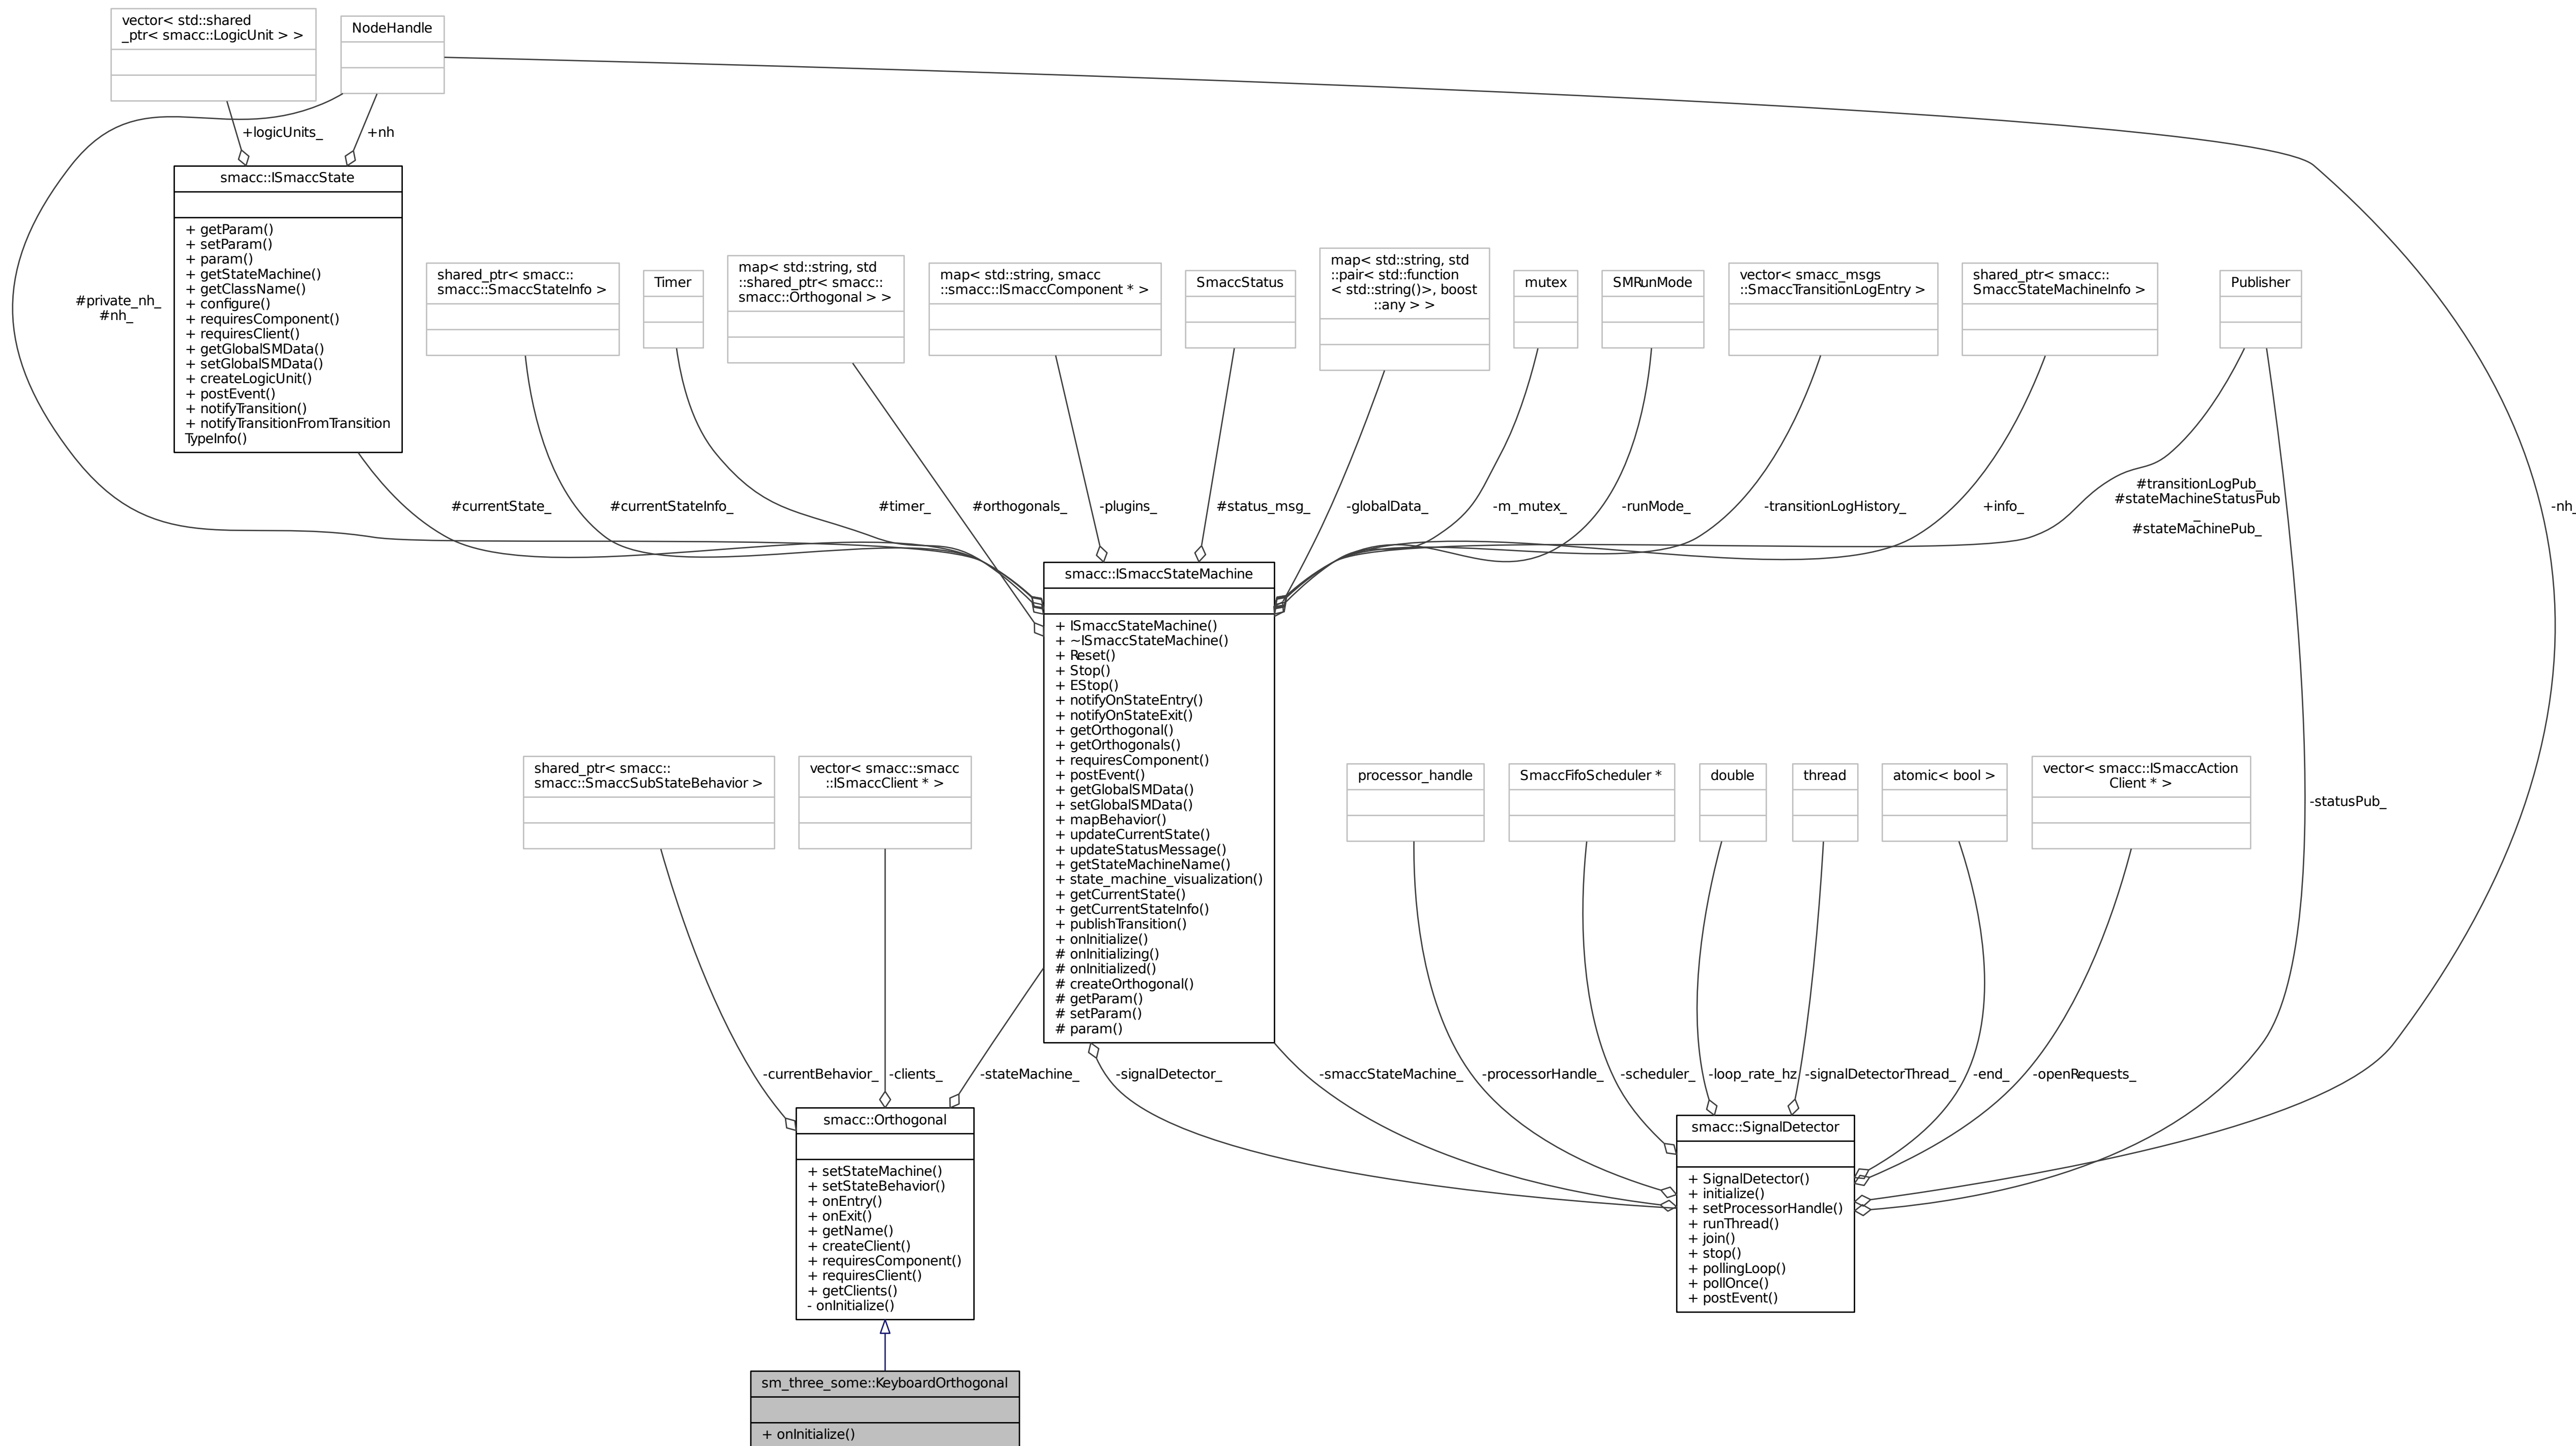 vector< std::shared
_ptr< smacc::LogicUnit > >
NodeHandle
+logicUnits_
+nh
smacc::ISmaccState
+ getParam()
+ setParam()
+ param()
+ getStateMachine()
+ getClassName()
+ configure()
+ requiresComponent()
+ requiresClient()
+ getGlobalSMData()
+ setGlobalSMData()
+ createLogicUnit()
+ postEvent()
+ notifyTransition()
+ notifyTransitionFromTransition
TypeInfo()
#private_nh_
#nh_
shared_ptr< smacc::
smacc::SmaccStateInfo >
Timer
map< std::string, std
::shared_ptr< smacc::
smacc::Orthogonal > >
map< std::string, smacc
::smacc::ISmaccComponent * >
SmaccStatus
map< std::string, std
::pair< std::function
< std::string()>, boost
::any > >
mutex
SMRunMode
vector< smacc_msgs
::SmaccTransitionLogEntry >
shared_ptr< smacc::
SmaccStateMachineInfo >
Publisher
#currentState_
#currentStateInfo_
#timer_
#orthogonals_
-plugins_
#status_msg_
-globalData_
-m_mutex_
-runMode_
-transitionLogHistory_
+info_
#transitionLogPub_
#stateMachineStatusPub
_
#stateMachinePub_
-nh_
smacc::ISmaccStateMachine
+ ISmaccStateMachine()
+ ~ISmaccStateMachine()
+ Reset()
+ Stop()
+ EStop()
+ notifyOnStateEntry()
+ notifyOnStateExit()
+ getOrthogonal()
+ getOrthogonals()
+ requiresComponent()
+ postEvent()
+ getGlobalSMData()
+ setGlobalSMData()
+ mapBehavior()
+ updateCurrentState()
+ updateStatusMessage()
+ getStateMachineName()
+ state_machine_visualization()
+ getCurrentState()
+ getCurrentStateInfo()
+ publishTransition()
+ onInitialize()
# onInitializing()
# onInitialized()
# createOrthogonal()
# getParam()
# setParam()
# param()
shared_ptr< smacc::
smacc::SmaccSubStateBehavior >
vector< smacc::smacc
::ISmaccClient * >
processor_handle
SmaccFifoScheduler *
double
thread
atomic< bool >
vector< smacc::ISmaccAction
Client * >
-statusPub_
-currentBehavior_
-clients_
-stateMachine_
-signalDetector_
-smaccStateMachine_
-processorHandle_
-scheduler_
-loop_rate_hz
-signalDetectorThread_
-end_
-openRequests_
smacc::Orthogonal
+ setStateMachine()
+ setStateBehavior()
+ onEntry()
+ onExit()
+ getName()
+ createClient()
+ requiresComponent()
+ requiresClient()
+ getClients()
- onInitialize()
smacc::SignalDetector
+ SignalDetector()
+ initialize()
+ setProcessorHandle()
+ runThread()
+ join()
+ stop()
+ pollingLoop()
+ pollOnce()
+ postEvent()
sm_three_some::KeyboardOrthogonal
+ onInitialize()